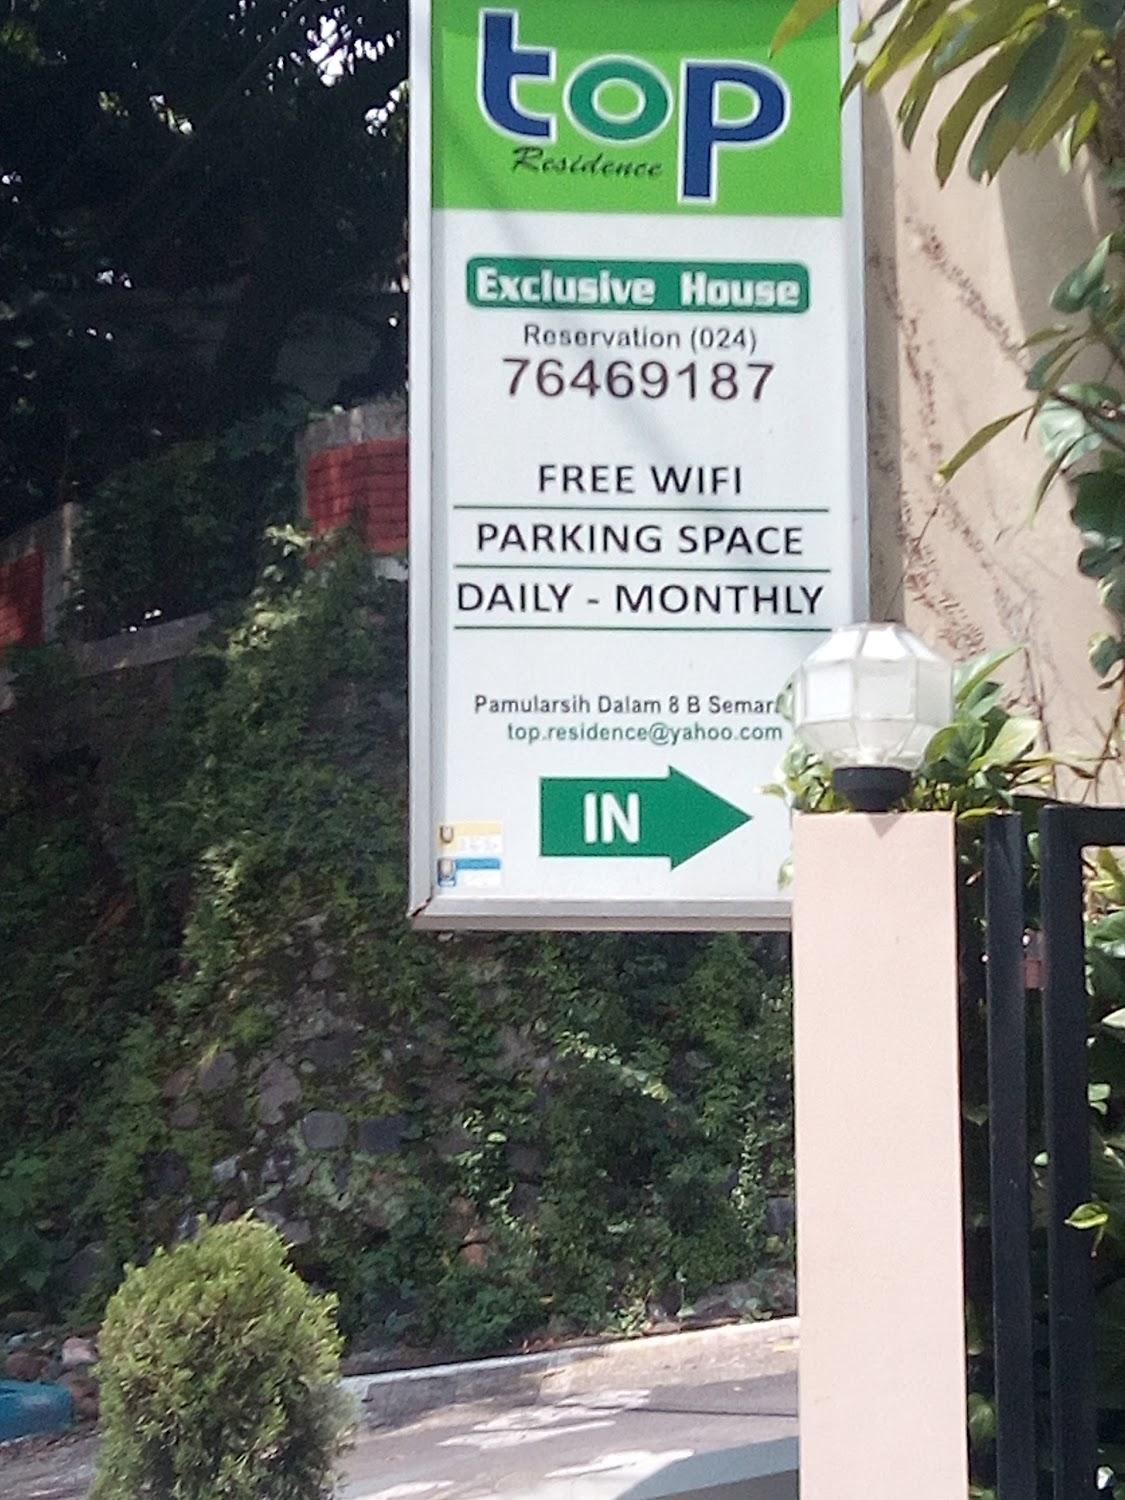 top
Residence
Exclusive House
Reservation (024)
76469187
FREE WIFI
PARKING SPACE
DAILY - MONTHLY
Pamularsih Dalam 8 B
top.residence@yahoo.com
IN